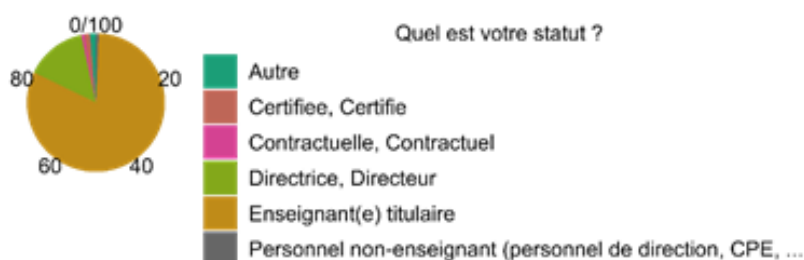 Quel est votre statut ?
0/100
20
40
60
80
Autre
Certifiee, Certifie
Contractuelle, Contractuel
Directrice, Directeur
Enseignant(e) titulaire
Personnel non-enseignant (personnel de direction, CPE, ...